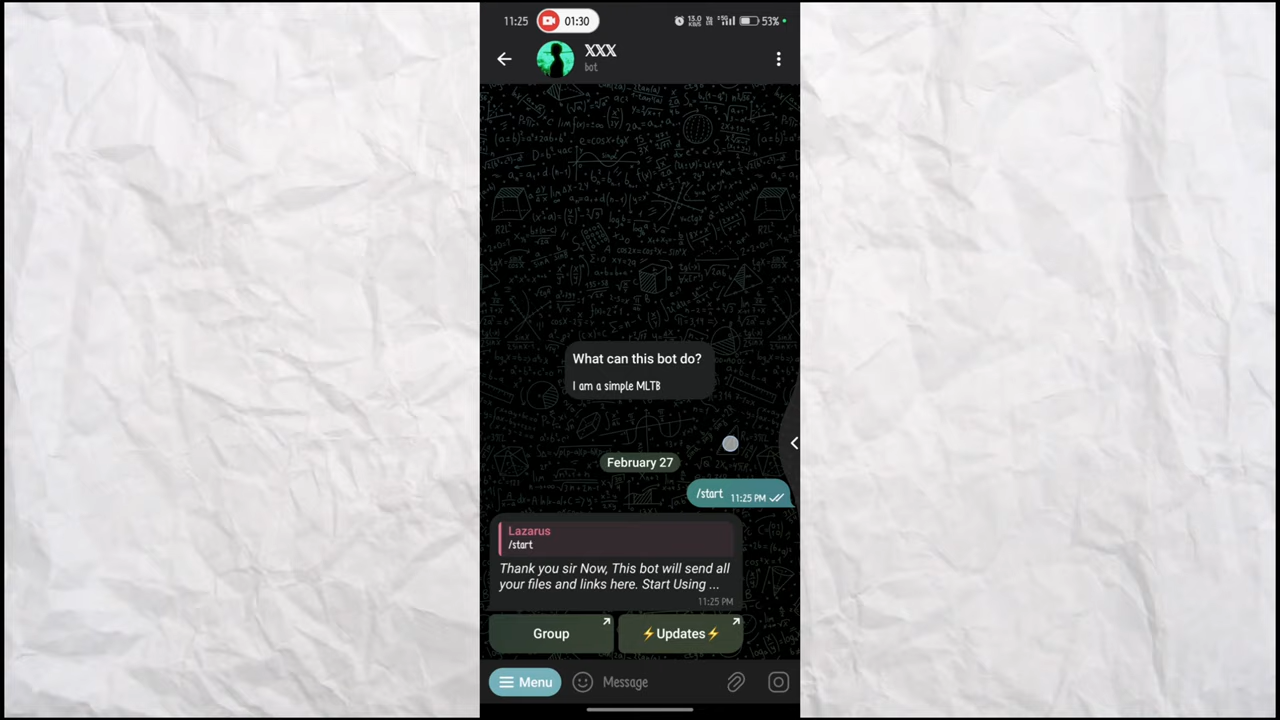 11:25
01:30
53%
XXX
bot
What can this bot do?
I am a simple MLTB
February 27
/start 11:25 PM
Lazarus
/start
Thank you sir Now, This bot will send all
your files and links here. Start Using ...
11:25 PM
Group
⚡Updates⚡
Menu
Message